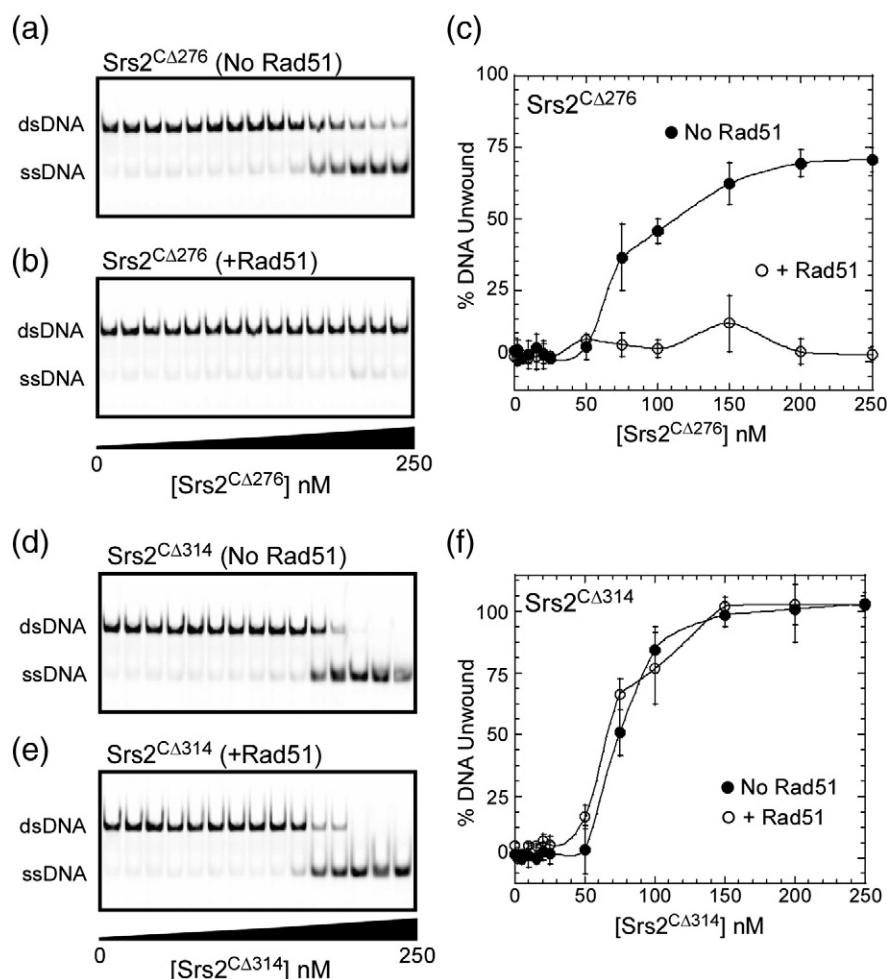 (a)
Srs2CΔ276 (No Rad51)
dsDNA
ssDNA
(b)
Srs2CΔ276 (+Rad51)
dsDNA
ssDNA
0 250
[Srs2CΔ276] nM
(c)
100
75
50
25
0
% DNA Unwound
Srs2CΔ276
No Rad51
+ Rad51
0 50 100 150 200 250
[Srs2CΔ276] nM
(d)
Srs2CΔ314 (No Rad51)
dsDNA
ssDNA
(e)
Srs2CΔ314 (+Rad51)
dsDNA
ssDNA
0 250
[Srs2CΔ314] nM
(f)
100
75
50
25
0
% DNA Unwound
Srs2CΔ314
No Rad51
+ Rad51
0 50 100 150 200 250
[Srs2CΔ314] nM